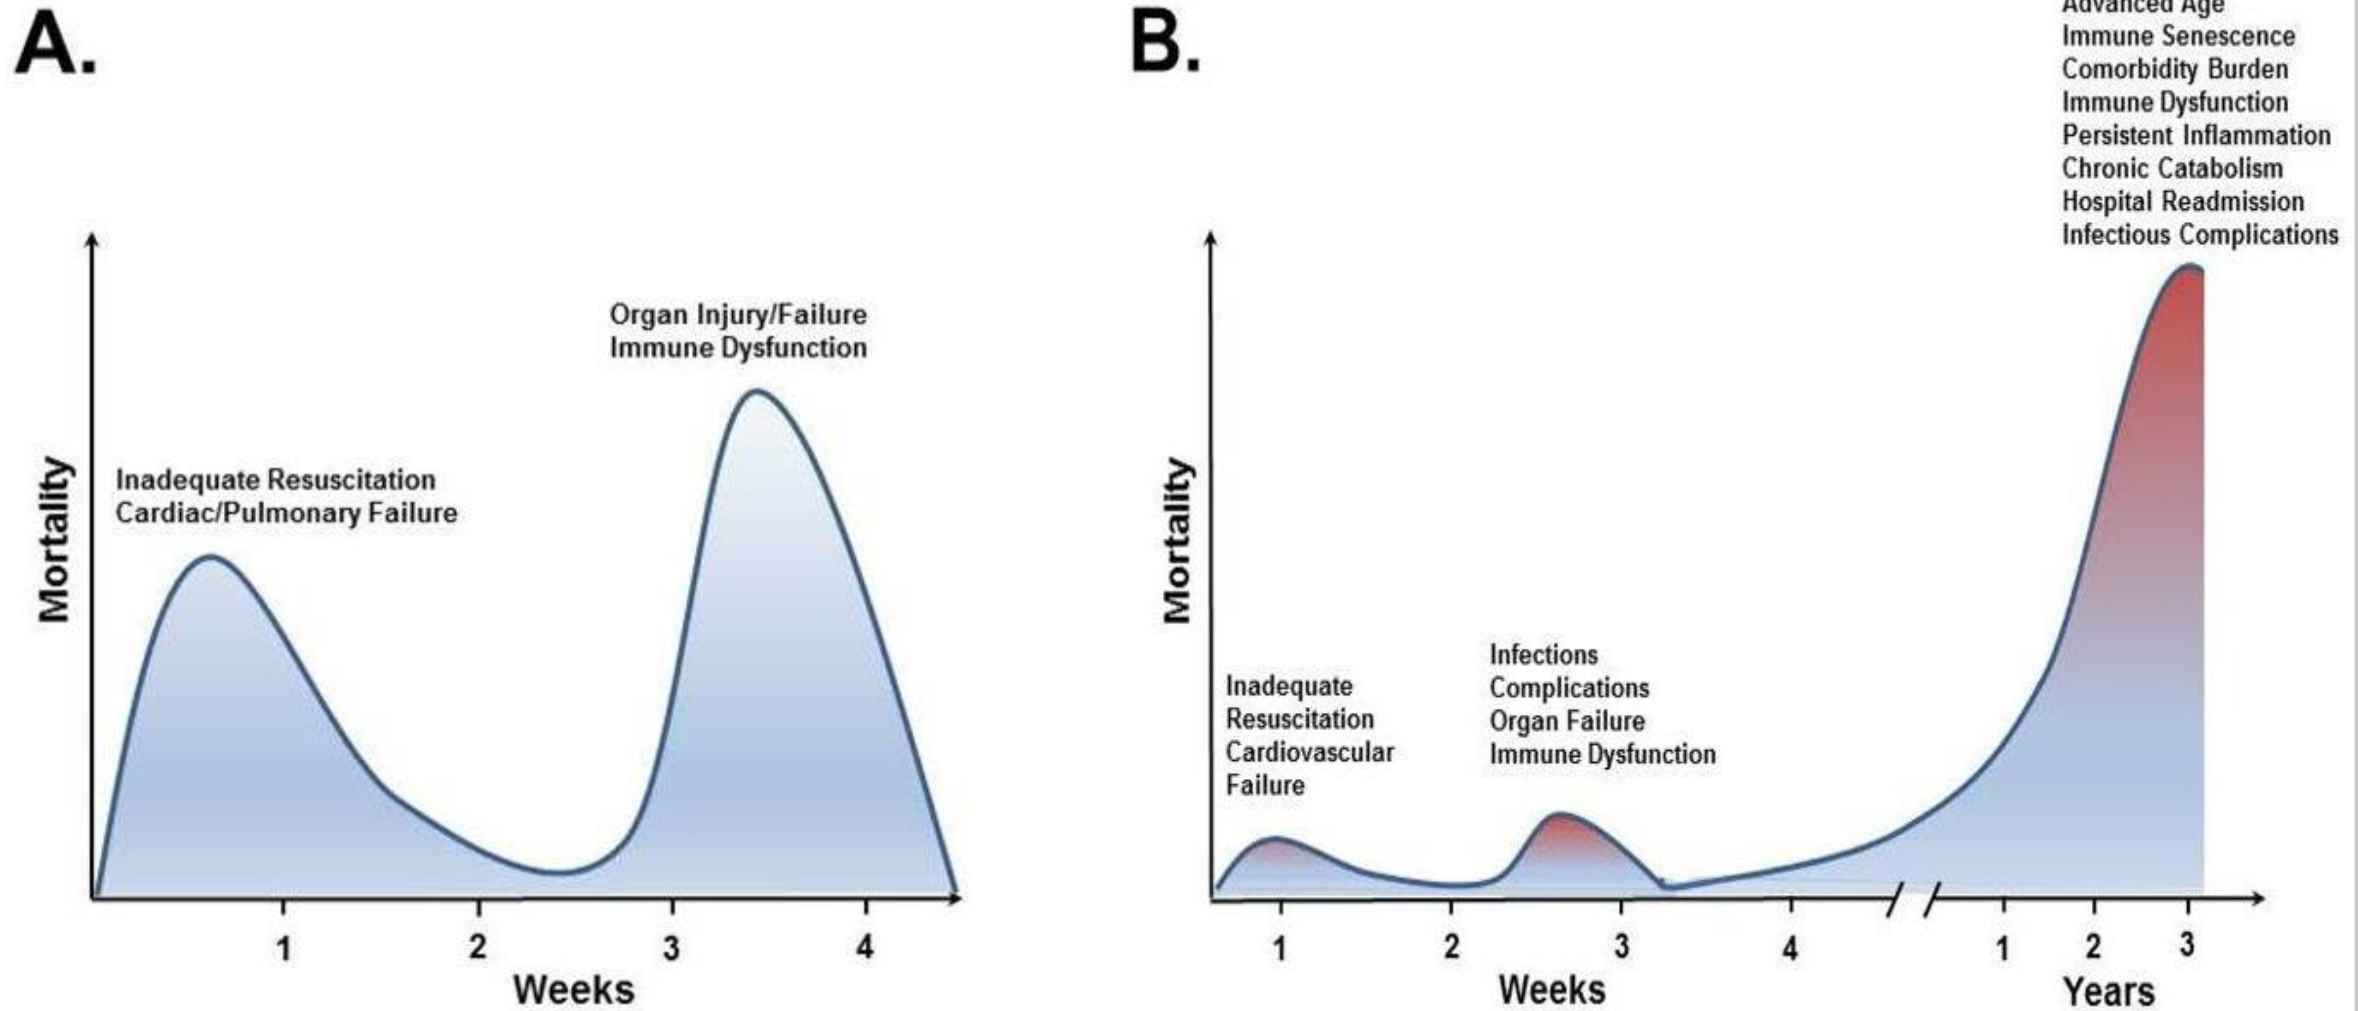 A.
Organ Injury/Failure
Immune Dysfunction
Inadequate Resuscitation
Cardiac/Pulmonary Failure
Mortality
1 2 3 4
Weeks
B.
Advanced Age
Immune Senescence
Comorbidity Burden
Immune Dysfunction
Persistent Inflammation
Chronic Catabolism
Hospital Readmission
Infectious Complications
Infections
Complications
Organ Failure
Immune Dysfunction
Inadequate
Resuscitation
Cardiovascular
Failure
Mortality
1 2 3 4 1 2 3
Weeks Years